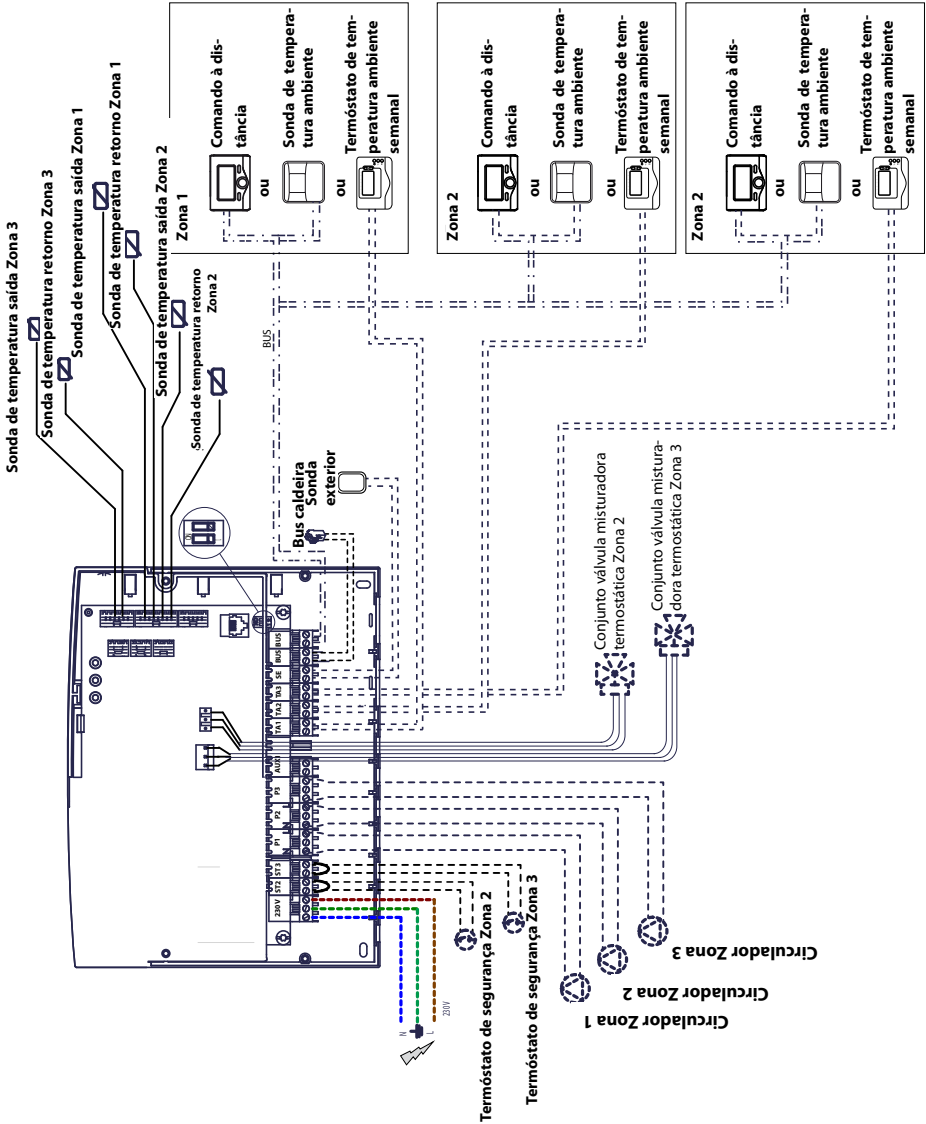 Sonda de temperatura saída Zona 3
Sonda de temperatura retorno Zona 3
Sonda de temperatura saída Zona 1
Sonda de temperatura retorno Zona 1
Sonda de temperatura saída Zona 2
Sonda de temperatura retorno
Zona 2
Zona 1
Comando à dis-
tância
ou
Sonda de tempera-
tura ambiente
ou
Termóstato de tem-
peratura ambiente
semanal
Zona 2
Comando à dis-
tância
ou
Sonda de tempera-
tura ambiente
ou
Termóstato de tem-
peratura ambiente
semanal
Zona 2
Comando à dis-
tância
ou
Sonda de tempera-
tura ambiente
ou
Termóstato de tem-
peratura ambiente
semanal
BUS
Bus caldeira
Sonda
exterior
230 V
ST2
ST3
P1
P2
P3
AUX1
TA1
TA2
TA3
SE
BUS
BUS
N
L N
Conjunto válvula misturadora
termostática Zona 2
Conjunto válvula mistura-
dora termostática Zona 3
N
L
230V
Termóstato de segurança Zona 2
Termóstato de segurança Zona 3
Circulador Zona 1
Circulador Zona 2
Circulador Zona 3